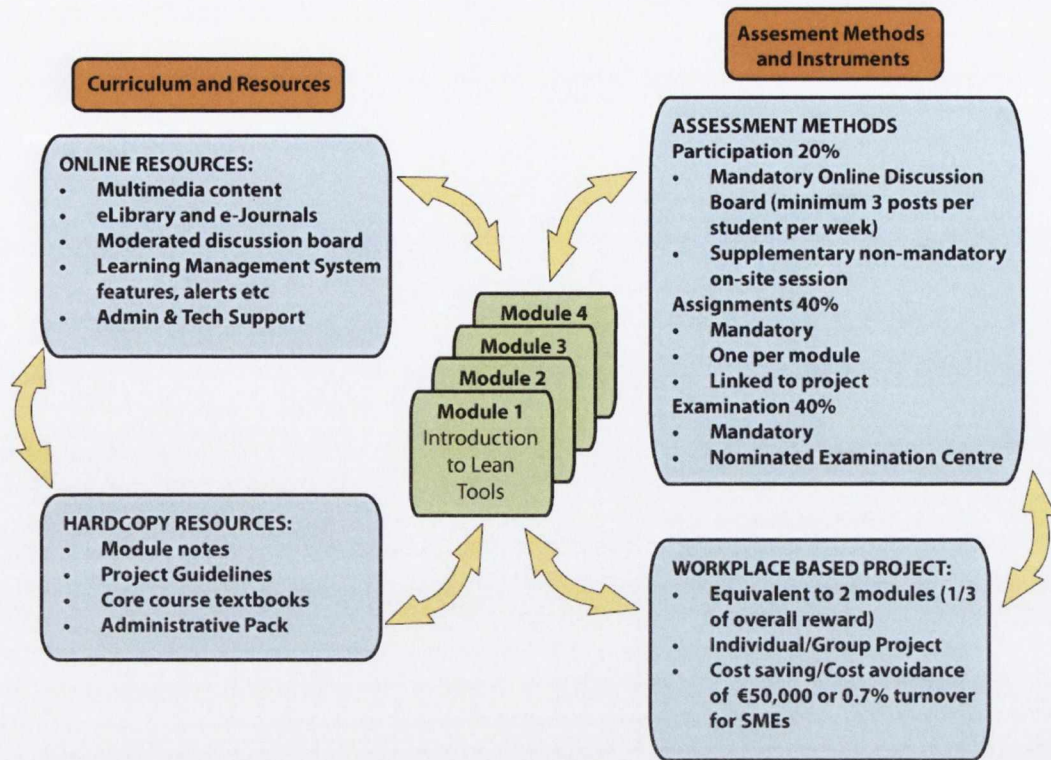 Curriculum and Resources
ONLINE RESOURCES:
• Multimedia content
• eLibrary and e-Journals
• Moderated discussion board
• Learning Management System
features, alerts etc
• Admin & Tech Support
HARDCOPY RESOURCES:
• Module notes
• Project Guidelines
• Core course textbooks
• Administrative Pack
Module 4
Module 3
Module 2
Module 1
Introduction
to Lean
Tools
Assesment Methods
and Instruments
ASSESSMENT METHODS
Participation 20%
• Mandatory Online Discussion
Board (minimum 3 posts per
student per week)
• Supplementary non-mandatory
on-site session
Assignments 40%
• Mandatory
• One per module
• Linked to project
Examination 40%
• Mandatory
• Nominated Examination Centre
WORKPLACE BASED PROJECT:
• Equivalent to 2 modules (1/3
of overall reward)
• Individual/Group Project
• Cost saving/Cost avoidance
of €50,000 or 0.7% turnover
for SMEs